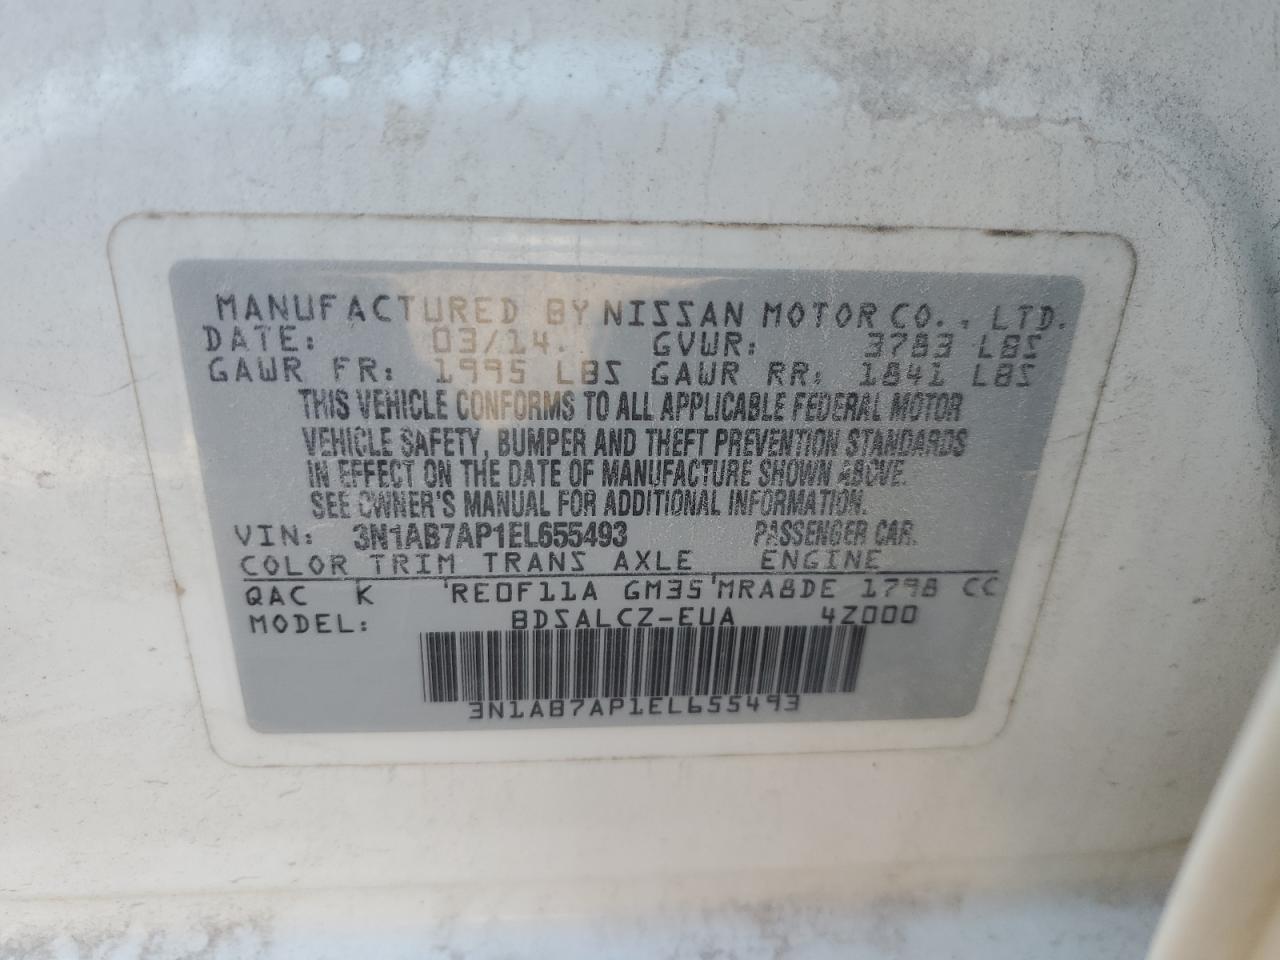 MANUFACTURED BY NISSAN MOTOR CO., LTD.
DATE: 03/14. GVWR: 3783 LBS
GAWR FR: 1995 LBS GAWR RR: 1841 LBS
THIS VEHICLE CONFORMS TO ALL APPLICABLE FEDERAL MOTOR
VEHICLE SAFETY, BUMPER AND THEFT PREVENTION STANDARDS
IN EFFECT ON THE DATE OF MANUFACTURE SHOWN ABOVE.
SEE OWNER'S MANUAL FOR ADDITIONAL INFORMATION.
VIN: 3N1AB7AP1EL655493 PASSENGER CAR.
COLOR TRIM TRANS AXLE ENGINE
QAC K 'RE0F11A GM35'MRA8DE 1798 CC
MODEL: BDSALCZ-EUA 4Z000
3N1AB7AP1EL655493